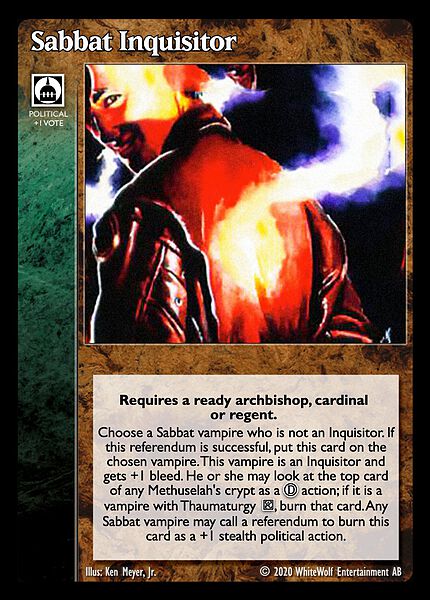 Sabbat Inquisitor
POLITICAL
+1 VOTE
Requires a ready archbishop, cardinal
or regent.
Choose a Sabbat vampire who is not an Inquisitor. If
this referendum is successful, put this card on the
chosen vampire. This vampire is an Inquisitor and
gets +1 bleed. He or she may look at the top card
of any Methuselah's crypt as a Ⓓ action; if it is a
vampire with Thaumaturgy , burn that card. Any
Sabbat vampire may call a referendum to burn this
card as a +1 stealth political action.
Illus: Ken Meyer, Jr.
© 2020 WhiteWolf Entertainment AB